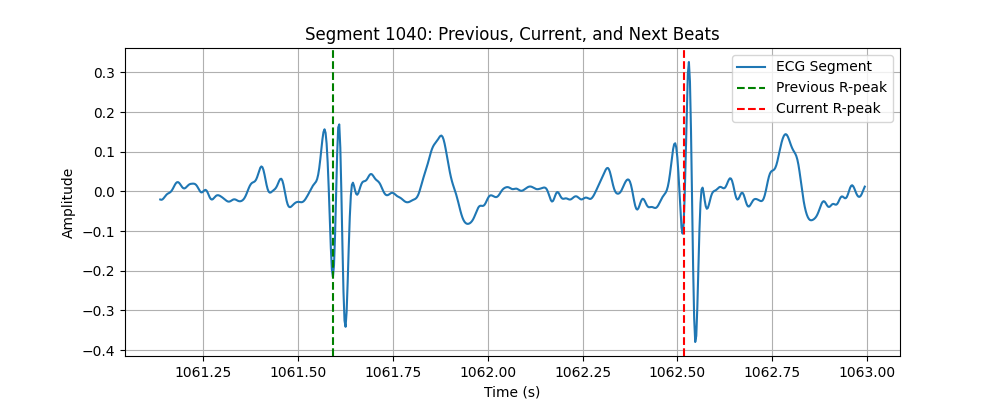 Segment 1040: Previous, Current, and Next Beats
ECG Segment
Previous R-peak
Current R-peak
0.3
0.2
0.1
0.0
−0.1
−0.2
−0.3
−0.4
Amplitude
1061.25 1061.50 1061.75 1062.00 1062.25 1062.50 1062.75 1063.00
Time (s)